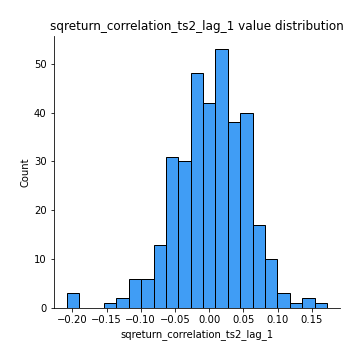 sqreturn_correlation_ts2_lag_1 value distribution
50
40
30
20
10
0
Count
−0.20 −0.15 −0.10 −0.05 0.00 0.05 0.10 0.15
sqreturn_correlation_ts2_lag_1